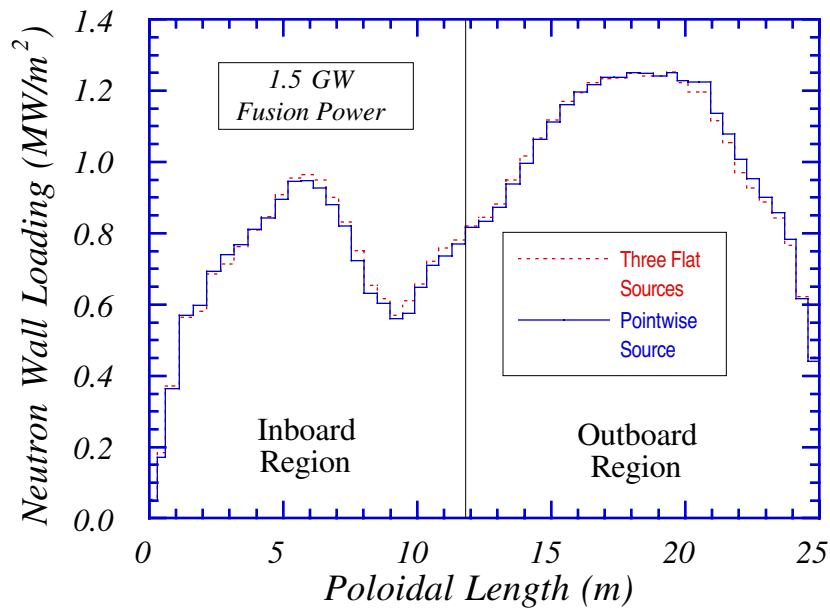 1.4
1.2
1.0
0.8
0.6
0.4
0.2
0.0
Neutron Wall Loading (MW/m²)
1.5 GW
Fusion Power
Three Flat
Sources
Pointwise
Source
Inboard
Region
Outboard
Region
0 5 10 15 20 25
Poloidal Length (m)